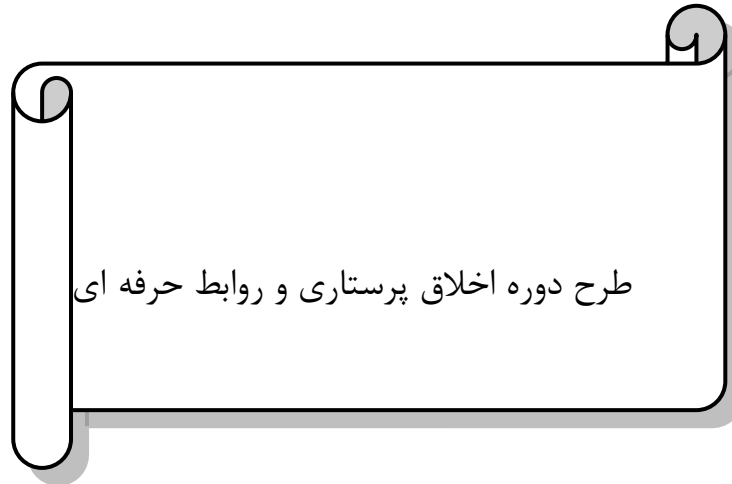 طرح دوره اخلاق پرستاری و روابط حرفه ای